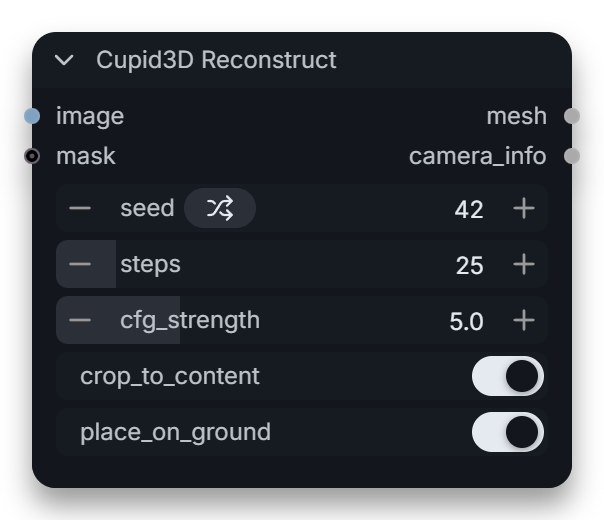 Cupid3D Reconstruct
image mesh
mask camera_info
seed 42
steps 25
cfg_strength 5.0
crop_to_content
place_on_ground